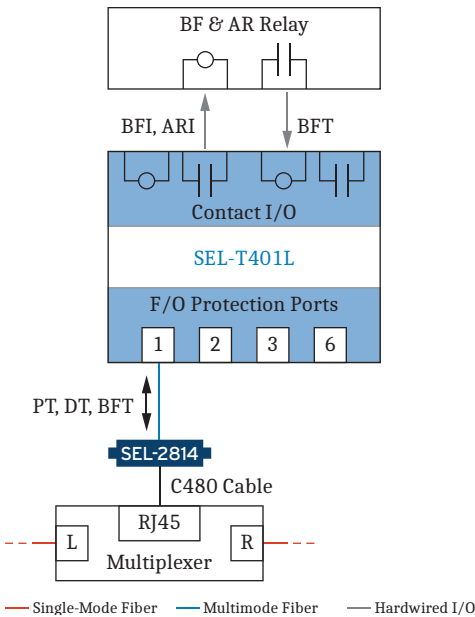 BF & AR Relay
BFI, ARI
BFT
Contact I/O
SEL-T401L
F/O Protection Ports
1 2 3 6
PT, DT, BFT
SEL-2814
C480 Cable
RJ45
L R
Multiplexer
Single-Mode Fiber Multimode Fiber Hardwired I/O